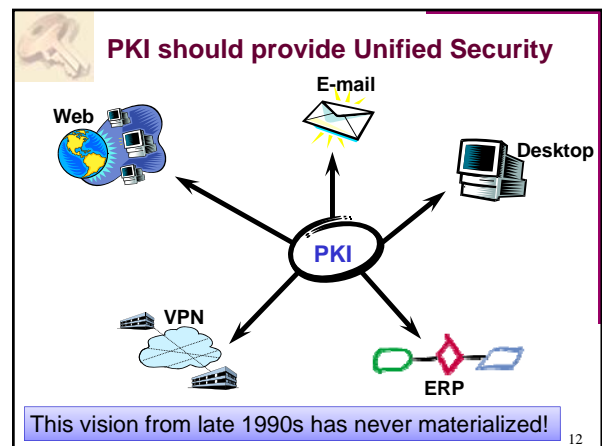 PKI should provide Unified Security
E-mail
Web
Desktop
PKI
VPN
ERP
This vision from late 1990s has never materialized!
12